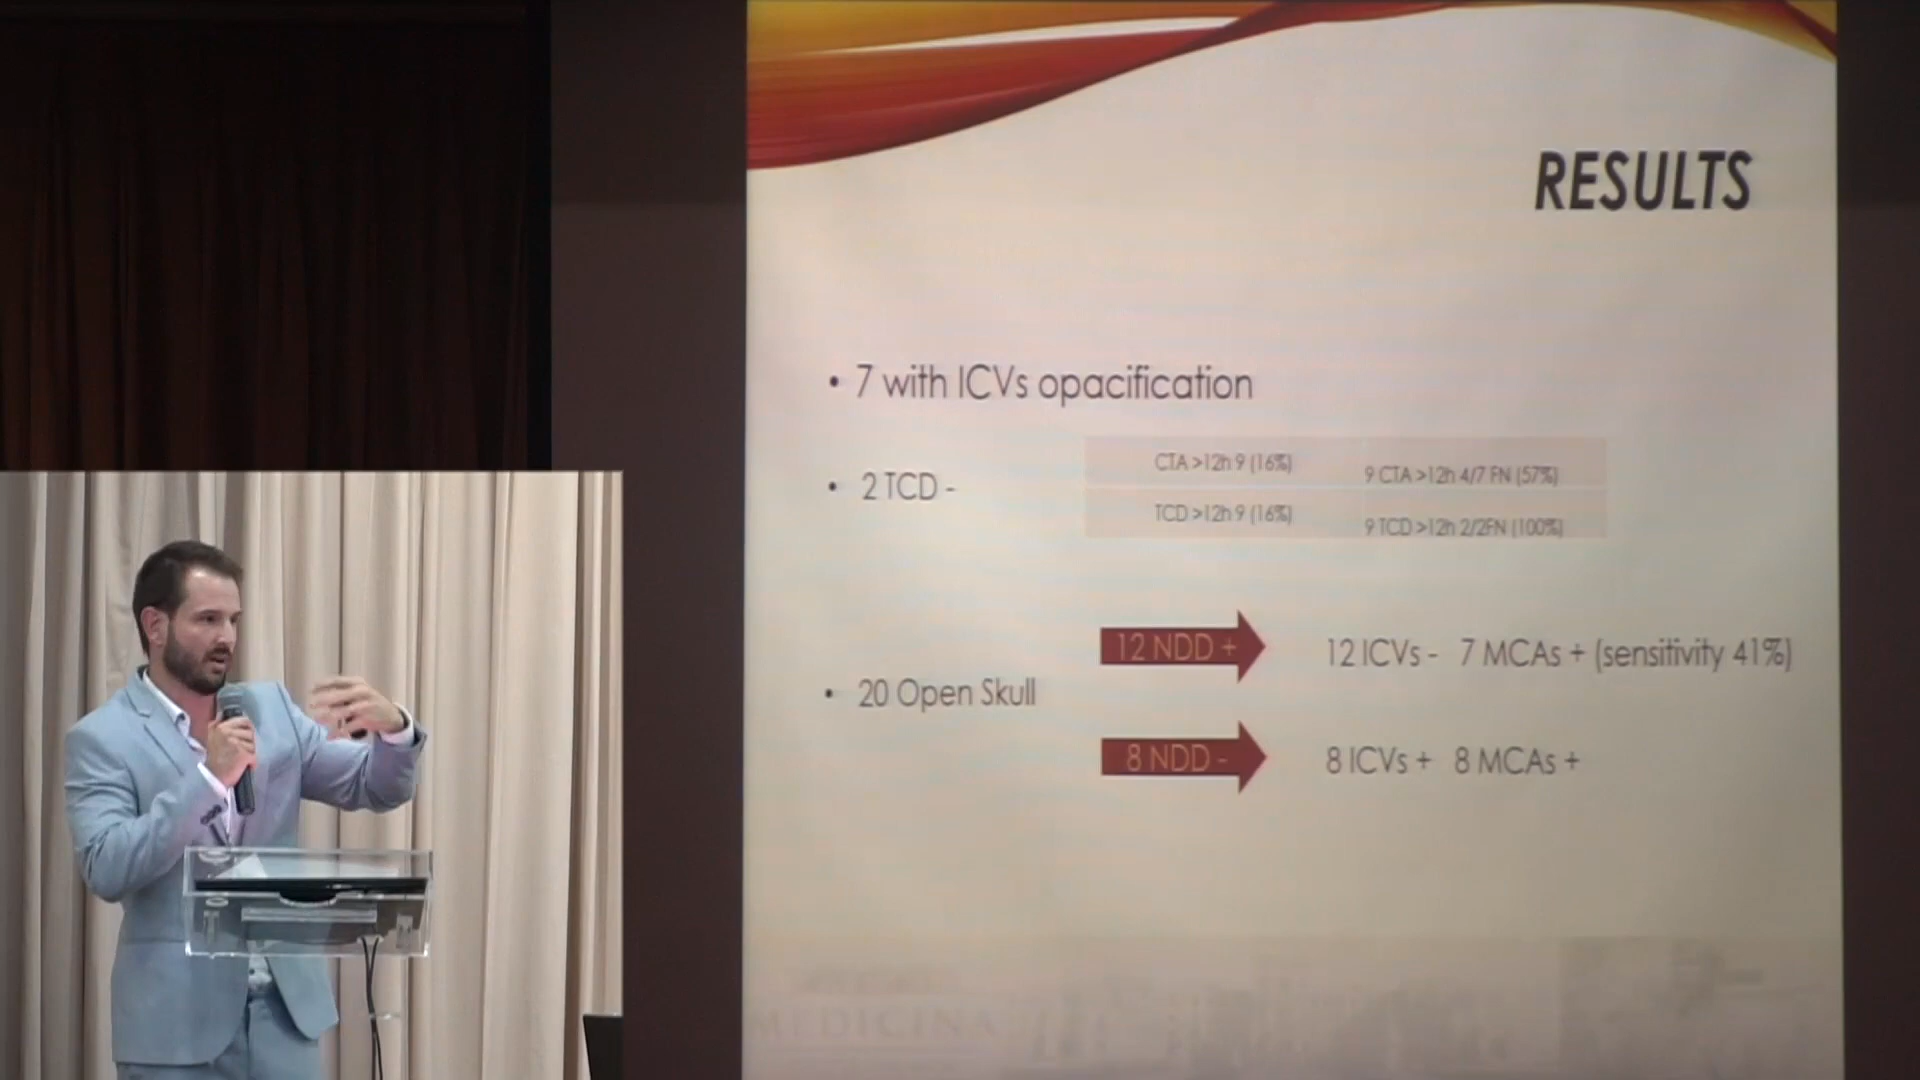 RESULTS
• 7 with ICVs opacification
• 2 TCD -
CTA >12h 9 (16%)
9 CTA >12h 4/7 FN (57%)
TCD >12h 9 (16%)
9 TCD >12h 2/2FN (100%)
• 20 Open Skull
12 NDD +
12 ICVs - 7 MCAs + (sensitivity 41%)
8 NDD -
8 ICVs + 8 MCAs +
MEDICINA